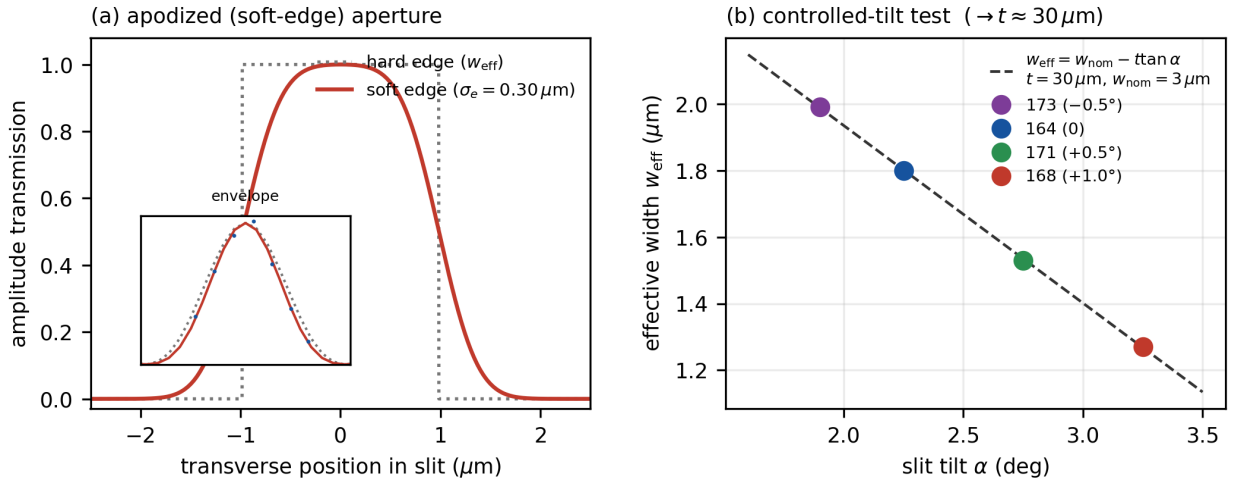 (a) apodized (soft-edge) aperture
amplitude transmission
1.0
0.8
0.6
0.4
0.2
0.0
hard edge (w_eff)
soft edge (σ_e = 0.30 μm)
envelope
−2
−1
0
1
2
transverse position in slit (μm)
(b) controlled-tilt test (→ t ≈ 30 μm)
effective width w_eff (μm)
2.0
1.8
1.6
1.4
1.2
w_eff = w_nom − t tan α
t = 30 μm, w_nom = 3 μm
173 (−0.5°)
164 (0)
171 (+0.5°)
168 (+1.0°)
2.0
2.5
3.0
3.5
slit tilt α (deg)